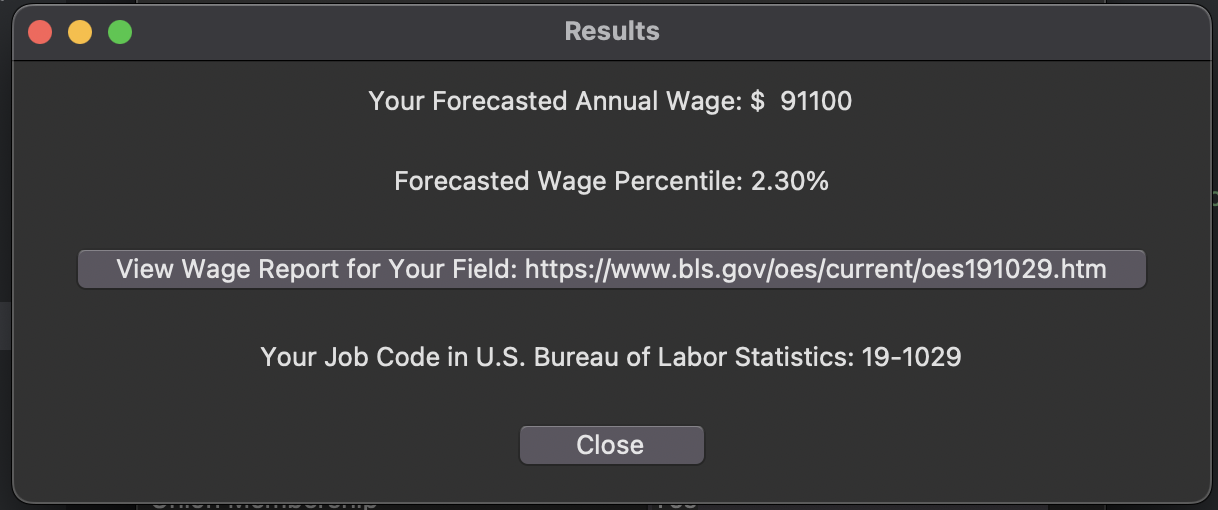 Results
Your Forecasted Annual Wage: $  91100
Forecasted Wage Percentile: 2.30%
View Wage Report for Your Field: https://www.bls.gov/oes/current/oes191029.htm
Your Job Code in U.S. Bureau of Labor Statistics: 19-1029
Close